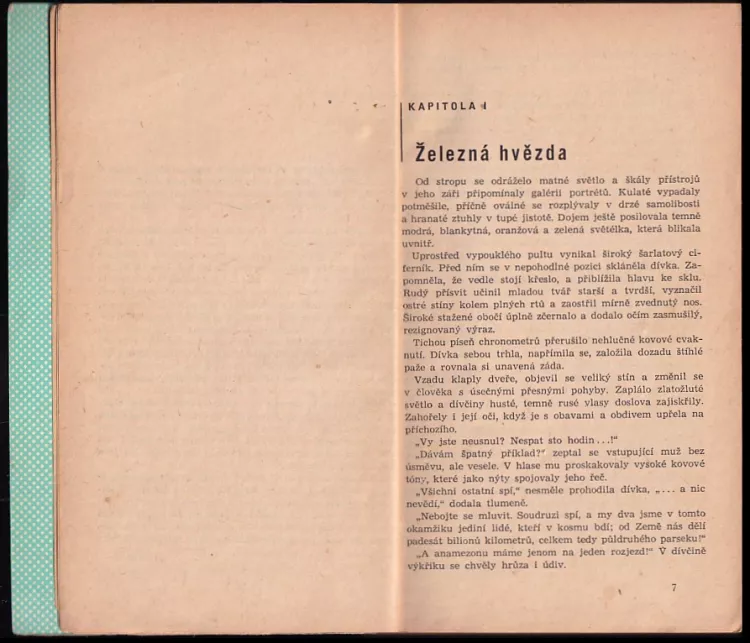 KAPITOLA I
Železná hvězda
Od stropu se odráželo matné světlo a škály přístrojů
v jeho záři připomínaly galérii portrétů. Kulaté vypadaly
potměšile, příčně oválné se rozplývaly v drzé samolibosti
a hranaté ztuhly v tupé jistotě. Dojem ještě posilovala temně
modrá, blankytná, oranžová a zelená světélka, která blikala
uvnitř.
Uprostřed vypouklého pultu vynikal široký šarlatový ci-
ferník. Před ním se v nepohodlné pozici skláněla dívka. Za-
pomněla, že vedle stojí křeslo, a přiblížila hlavu ke sklu.
Rudý přísvit učinil mladou tvář starší a tvrdší, vyznačil
ostré stíny kolem plných rtů a zaostřil mírně zvednutý nos.
Široké stažené obočí úplně zčernalo a dodalo očím zasmušilý,
rezignovaný výraz.
Tichou píseň chronometrů přerušilo nehlučné kovové cvak-
nutí. Dívka sebou trhla, napřímila se, založila dozadu štíhlé
paže a rovnala si unavená záda.
Vzadu klaply dveře, objevil se veliký stín a změnil se
v člověka s úsečnými přesnými pohyby. Zaplálo zlatožluté
světlo a dívčiny husté, temně rusé vlasy doslova zajiskřily.
Zahořely i její oči, když je s obavami a obdivem upřela na
příchozího.
„Vy jste neusnul? Nespat sto hodin...!“
„Dávám špatný příklad?“ zeptal se vstupující muž bez
úsměvu, ale vesele. V hlase mu proskakovaly vysoké kovové
tóny, které jako nýty spojovaly jeho řeč.
„Všichni ostatní spí,“ nesměle prohodila dívka, „... a nic
nevědí,“ dodala tlumeně.
„Nebojte se mluvit. Soudruzi spí, a my dva jsme v tomto
okamžiku jediní lidé, kteří v kosmu bdí; od Země nás dělí
padesát bilionů kilometrů, celkem tedy půldruhého parseku!“
„A anamezonu máme jenom na jeden rozjezd!“ V dívčině
výkřiku se chvěly hrůza i údiv.
7